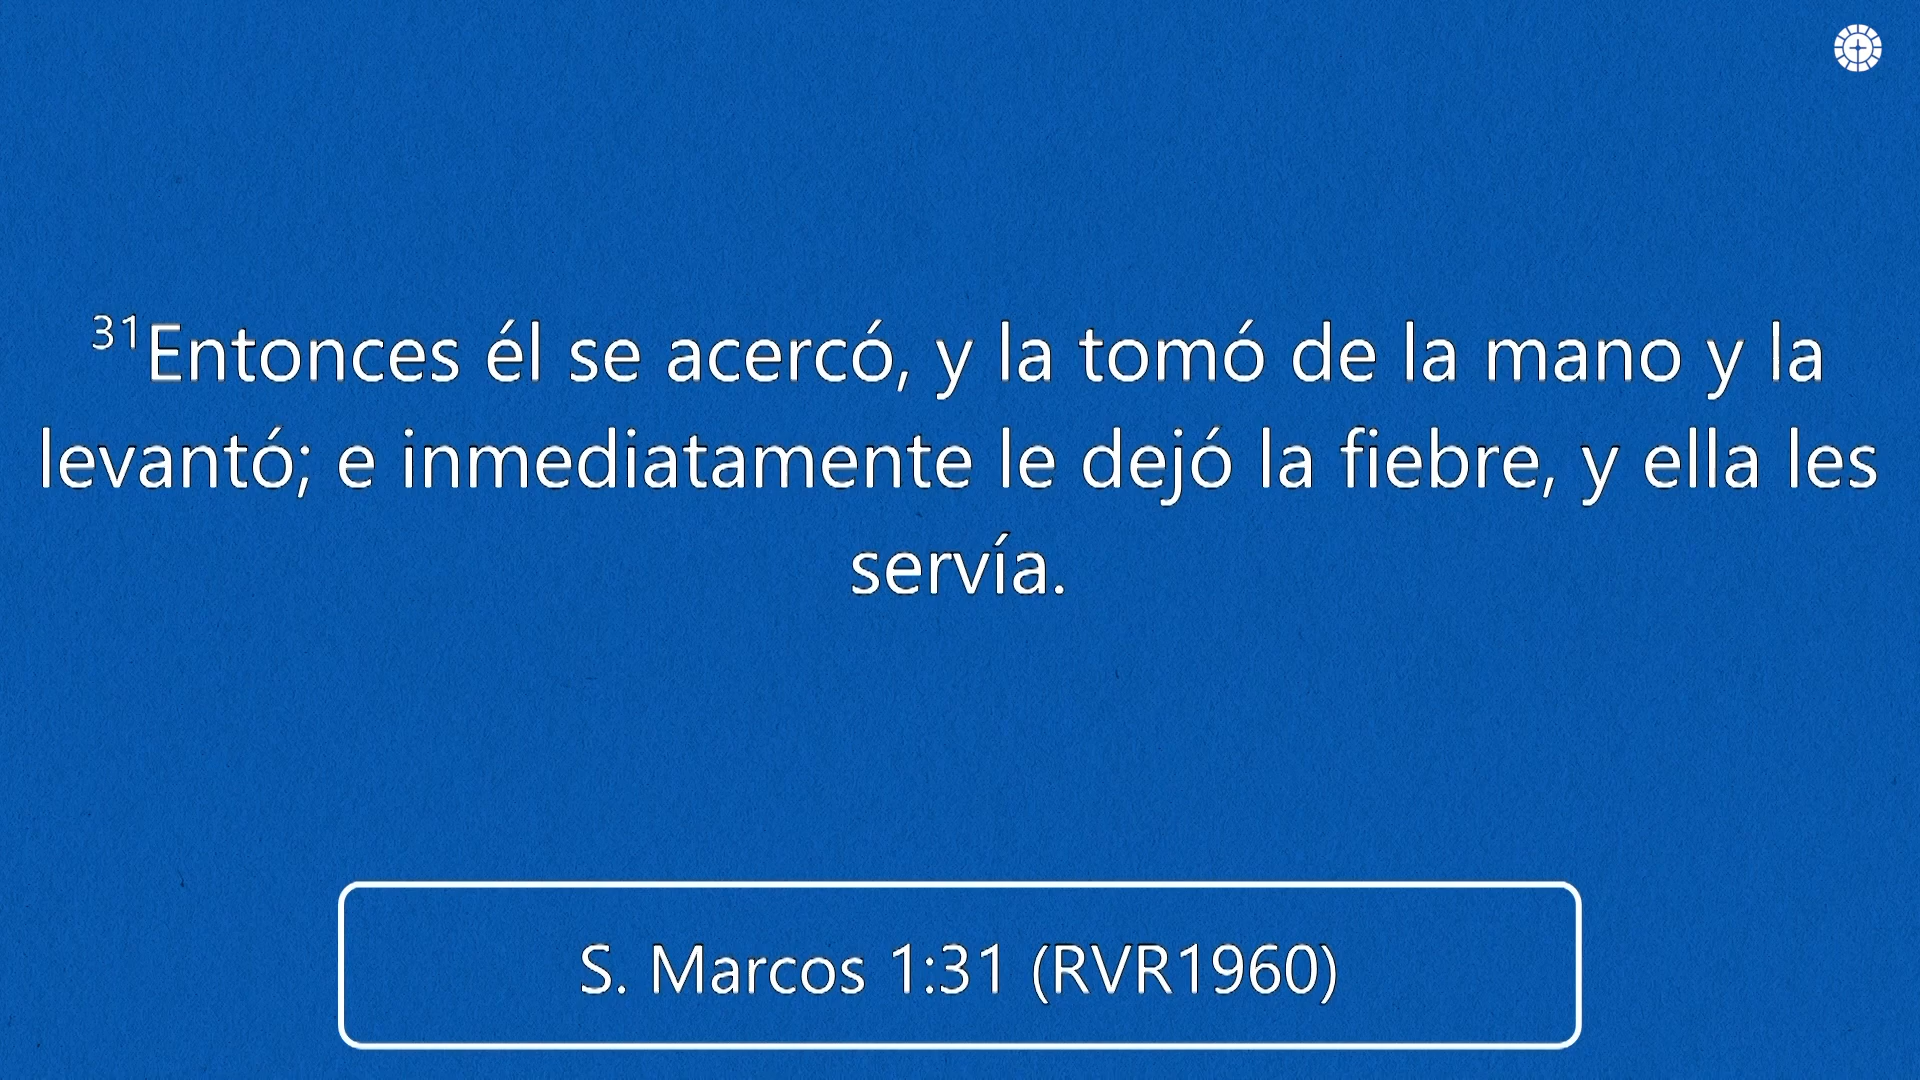 31Entonces él se acercó, y la tomó de la mano y la
levantó; e inmediatamente le dejó la fiebre, y ella les
servía.
S. Marcos 1:31 (RVR1960)